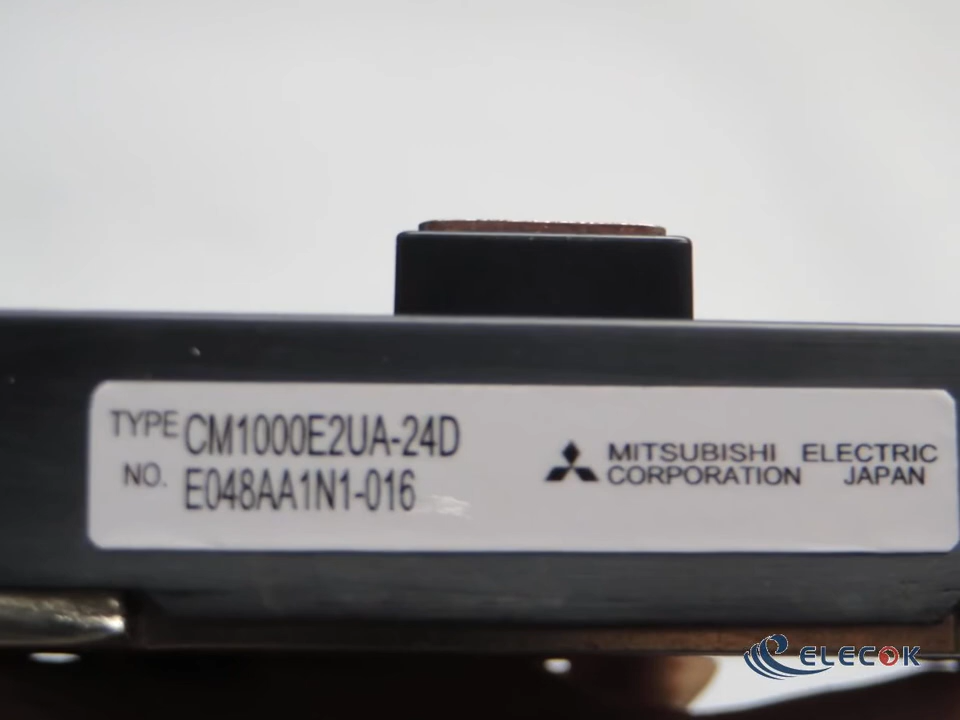 TYPE CM1000E2UA-24D
NO. E048AA1N1-016
MITSUBISHI ELECTRIC
CORPORATION JAPAN
ELECOK